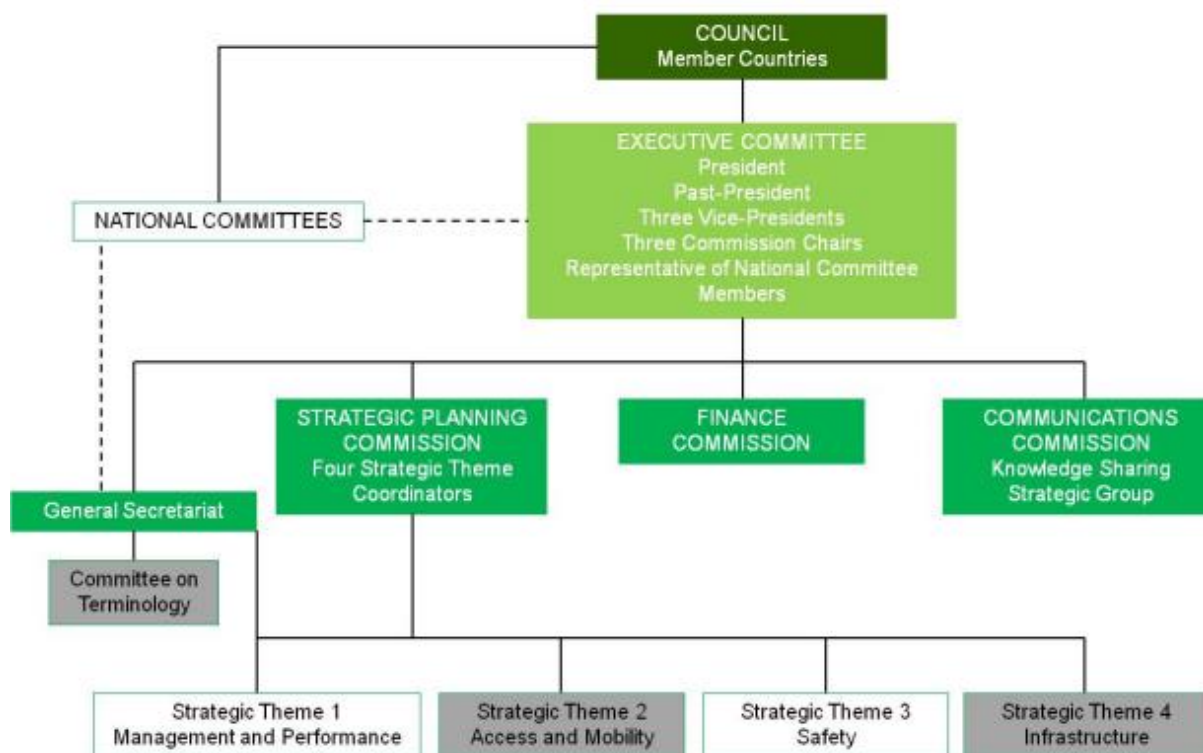 COUNCIL
Member Countries
EXECUTIVE COMMITTEE
President
Past-President
Three Vice-Presidents
Three Commission Chairs
Representative of National Committee
Members
NATIONAL COMMITTEES
STRATEGIC PLANNING
COMMISSION
Four Strategic Theme
Coordinators
FINANCE
COMMISSION
COMMUNICATIONS
COMMISSION
Knowledge Sharing
Strategic Group
General Secretariat
Committee on
Terminology
Strategic Theme 1
Management and Performance
Strategic Theme 2
Access and Mobility
Strategic Theme 3
Safety
Strategic Theme 4
Infrastructure